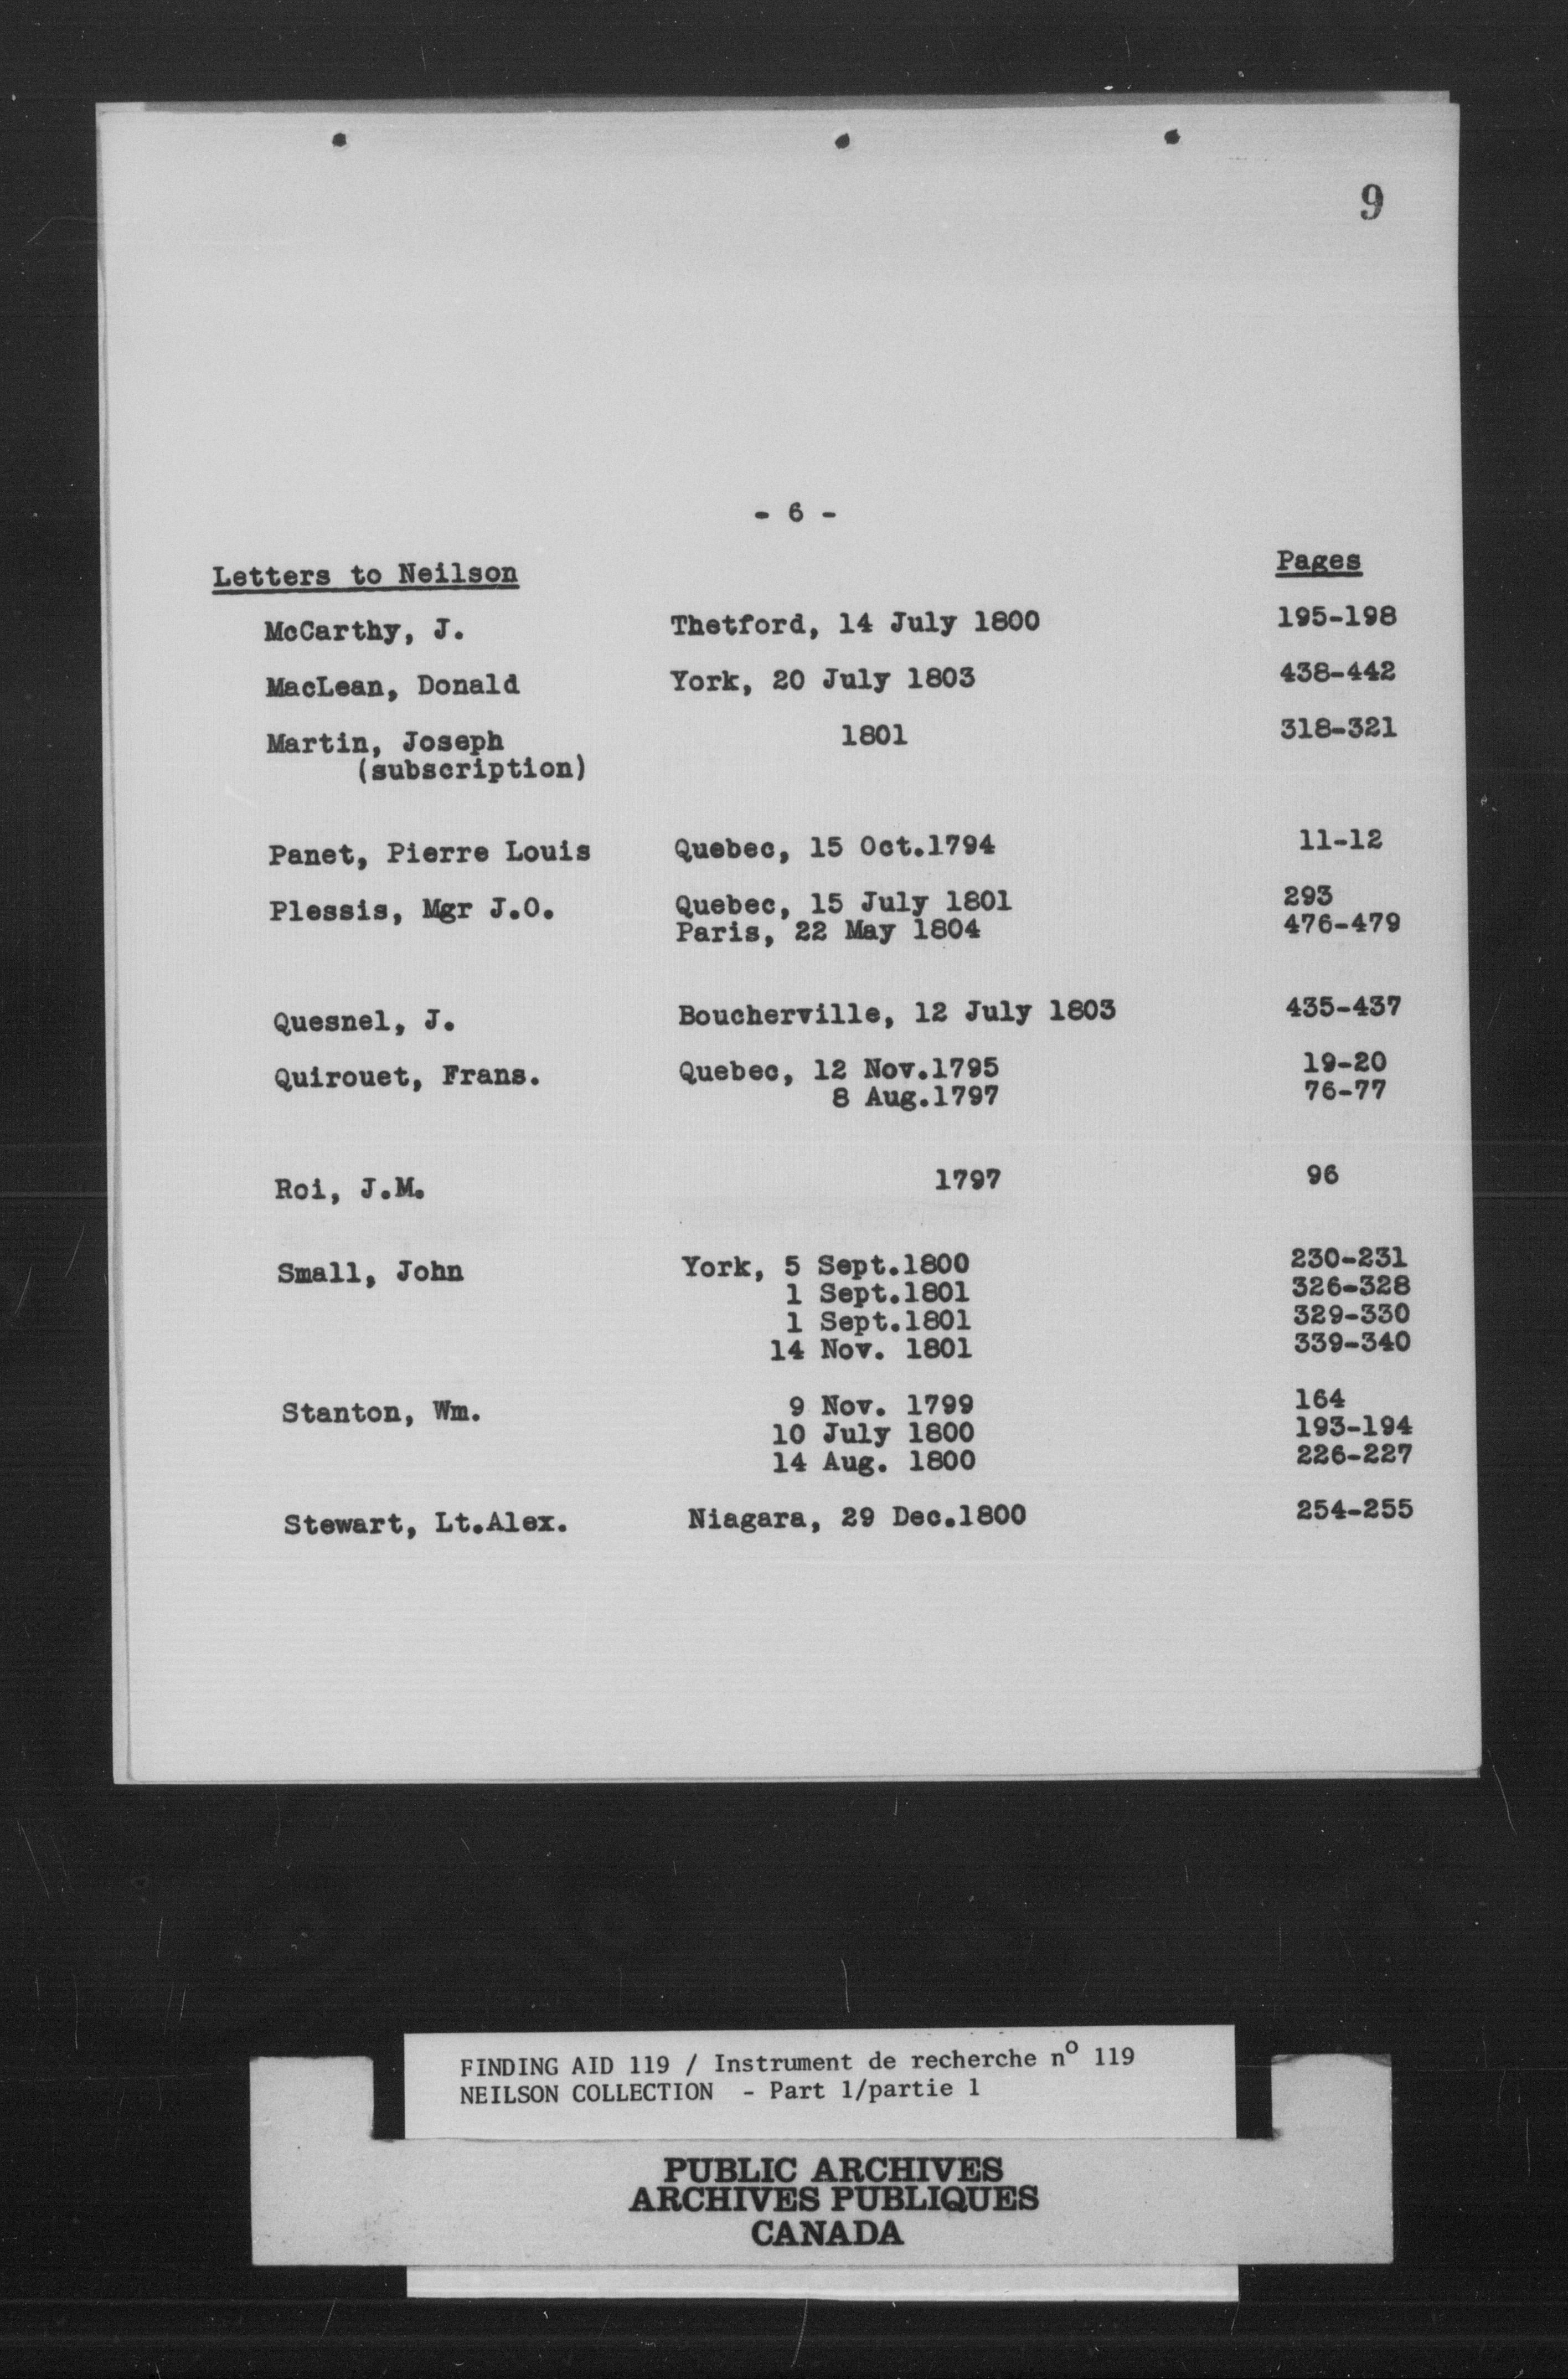 9
- 6 -
Letters to Neilson Pages
McCarthy, J. Thetford, 14 July 1800 195-198
MacLean, Donald York, 20 July 1803 438-442
Martin, Joseph 1801 318-321
(subscription)
Panet, Pierre Louis Quebec, 15 Oct.1794 11-12
Plessis, Mgr J.O. Quebec, 15 July 1801 293
Paris, 22 May 1804 476-479
Quesnel, J. Boucherville, 12 July 1803 435-437
Quirouet, Frans. Quebec, 12 Nov.1795 19-20
8 Aug.1797 76-77
Roi, J.M. 1797 96
Small, John York, 5 Sept.1800 230-231
1 Sept.1801 326-328
1 Sept.1801 329-330
14 Nov. 1801 339-340
Stanton, Wm. 9 Nov. 1799 164
10 July 1800 193-194
14 Aug. 1800 226-227
Stewart, Lt.Alex. Niagara, 29 Dec.1800 254-255
FINDING AID 119 / Instrument de recherche nº 119
NEILSON COLLECTION - Part 1/partie 1
PUBLIC ARCHIVES
ARCHIVES PUBLIQUES
CANADA